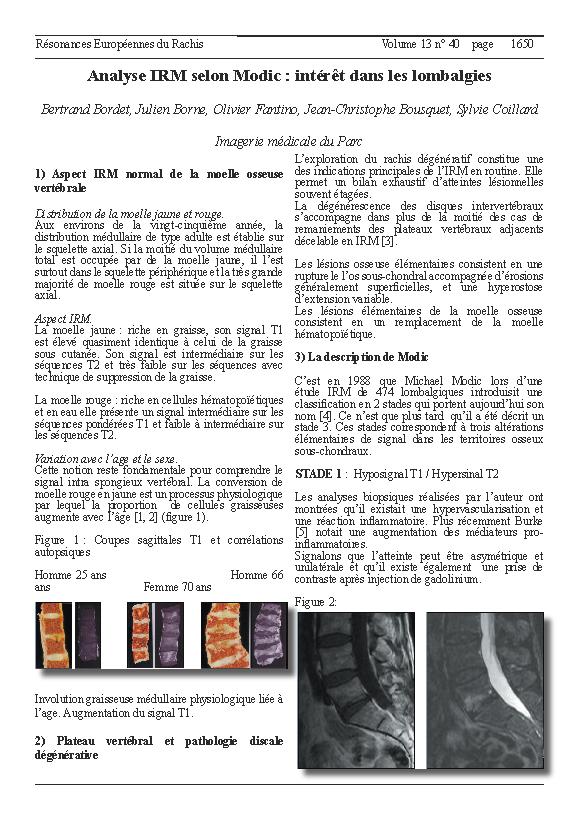 Résonances Européennes du Rachis Volume 13 n° 40 page 1650
Analyse IRM selon Modic : intérêt dans les lombalgies
Bertrand Bordet, Julien Borne, Olivier Fantino, Jean-Christophe Bousquet, Sylvie Coillard
Imagerie médicale du Parc
1) Aspect IRM normal de la moelle osseuse
vertébrale
Distribution de la moelle jaune et rouge.
Aux environs de la vingt-cinquième année, la
distribution médullaire de type adulte est établie sur
le squelette axial. Si la moitié du volume médullaire
total est occupée par de la moelle jaune, il l’est
surtout dans le squelette périphérique et la très grande
majorité de moelle rouge est située sur le squelette
axial.
Aspect IRM.
La moelle jaune : riche en graisse, son signal T1
est élevé quasiment identique à celui de la graisse
sous cutanée. Son signal est intermédiaire sur les
séquences T2 et très faible sur les séquences avec
technique de suppression de la graisse.
La moelle rouge : riche en cellules hématopoïétiques
et en eau elle présente un signal intermédiaire sur les
séquences pondérées T1 et faible à intermédiaire sur
les séquences T2.
Variation avec l’age et le sexe.
Cette notion reste fondamentale pour comprendre le
signal intra spongieux vertébral. La conversion de
moelle rouge en jaune est un processus physiologique
par lequel la proportion de cellules graisseuses
augmente avec l’âge [1, 2] (figure 1).
Figure 1 : Coupes sagittales T1 et corrélations
autopsiques
Homme 25 ans Homme 66
ans Femme 70 ans
Involution graisseuse médullaire physiologique liée à
l’age. Augmentation du signal T1.
2) Plateau vertébral et pathologie discale
dégénérative
L’exploration du rachis dégénératif constitue une
des indications principales de l’IRM en routine. Elle
permet un bilan exhaustif d’atteintes lésionnelles
souvent étagées.
La dégénérescence des disques intervertébraux
s’accompagne dans plus de la moitié des cas de
remaniements des plateaux vertébraux adjacents
décelable en IRM [3].
Les lésions osseuse élémentaires consistent en une
rupture le l’os sous-chondral accompagnée d’érosions
généralement superficielles, et une hyperostose
d’extension variable.
Les lésions élémentaires de la moelle osseuse
consistent en un remplacement de la moelle
hématopoïétique.
3) La description de Modic
C’est en 1988 que Michael Modic lors d’une
étude IRM de 474 lombalgiques introduisit une
classification en 2 stades qui portent aujourd’hui son
nom [4]. Ce n’est que plus tard qu’il a été décrit un
stade 3. Ces stades correspondent à trois altérations
élémentaires de signal dans les territoires osseux
sous-chondraux.
STADE 1 : Hyposignal T1 / Hypersinal T2
Les analyses biopsiques réalisées par l’auteur ont
montrées qu’il existait une hypervascularisation et
une réaction inflammatoire. Plus récemment Burke
[5] notait une augmentation des médiateurs pro-
inflammatoires.
Signalons que l’atteinte peut être asymétrique et
unilatérale et qu’il existe également une prise de
contraste après injection de gadolinium.
Figure 2: